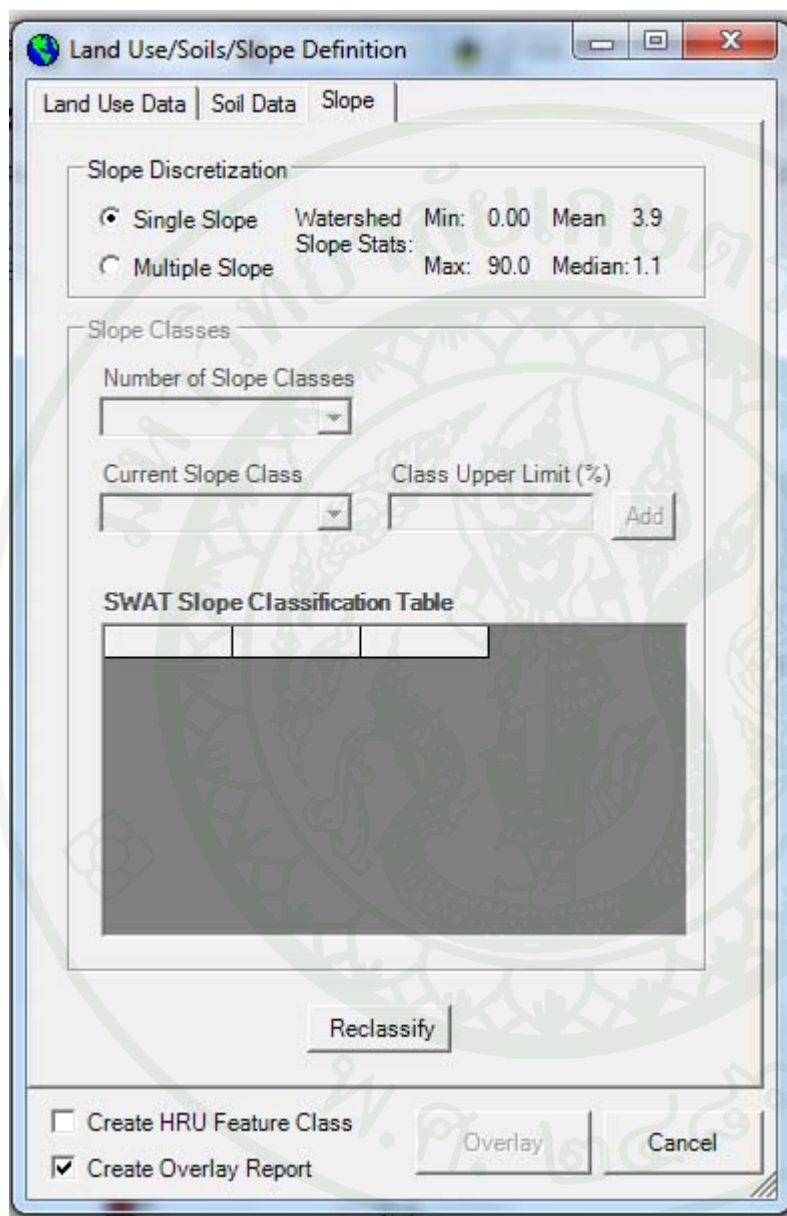 Land Use/Soils/Slope Definition
Land Use Data Soil Data Slope
Slope Discretization
Single Slope
Multiple Slope
Watershed Slope Stats:
Min: 0.00 Mean 3.9
Max: 90.0 Median: 1.1
Slope Classes
Number of Slope Classes
Current Slope Class Class Upper Limit (%)
Add
SWAT Slope Classification Table
Reclassify
Create HRU Feature Class
Create Overlay Report
Overlay Cancel